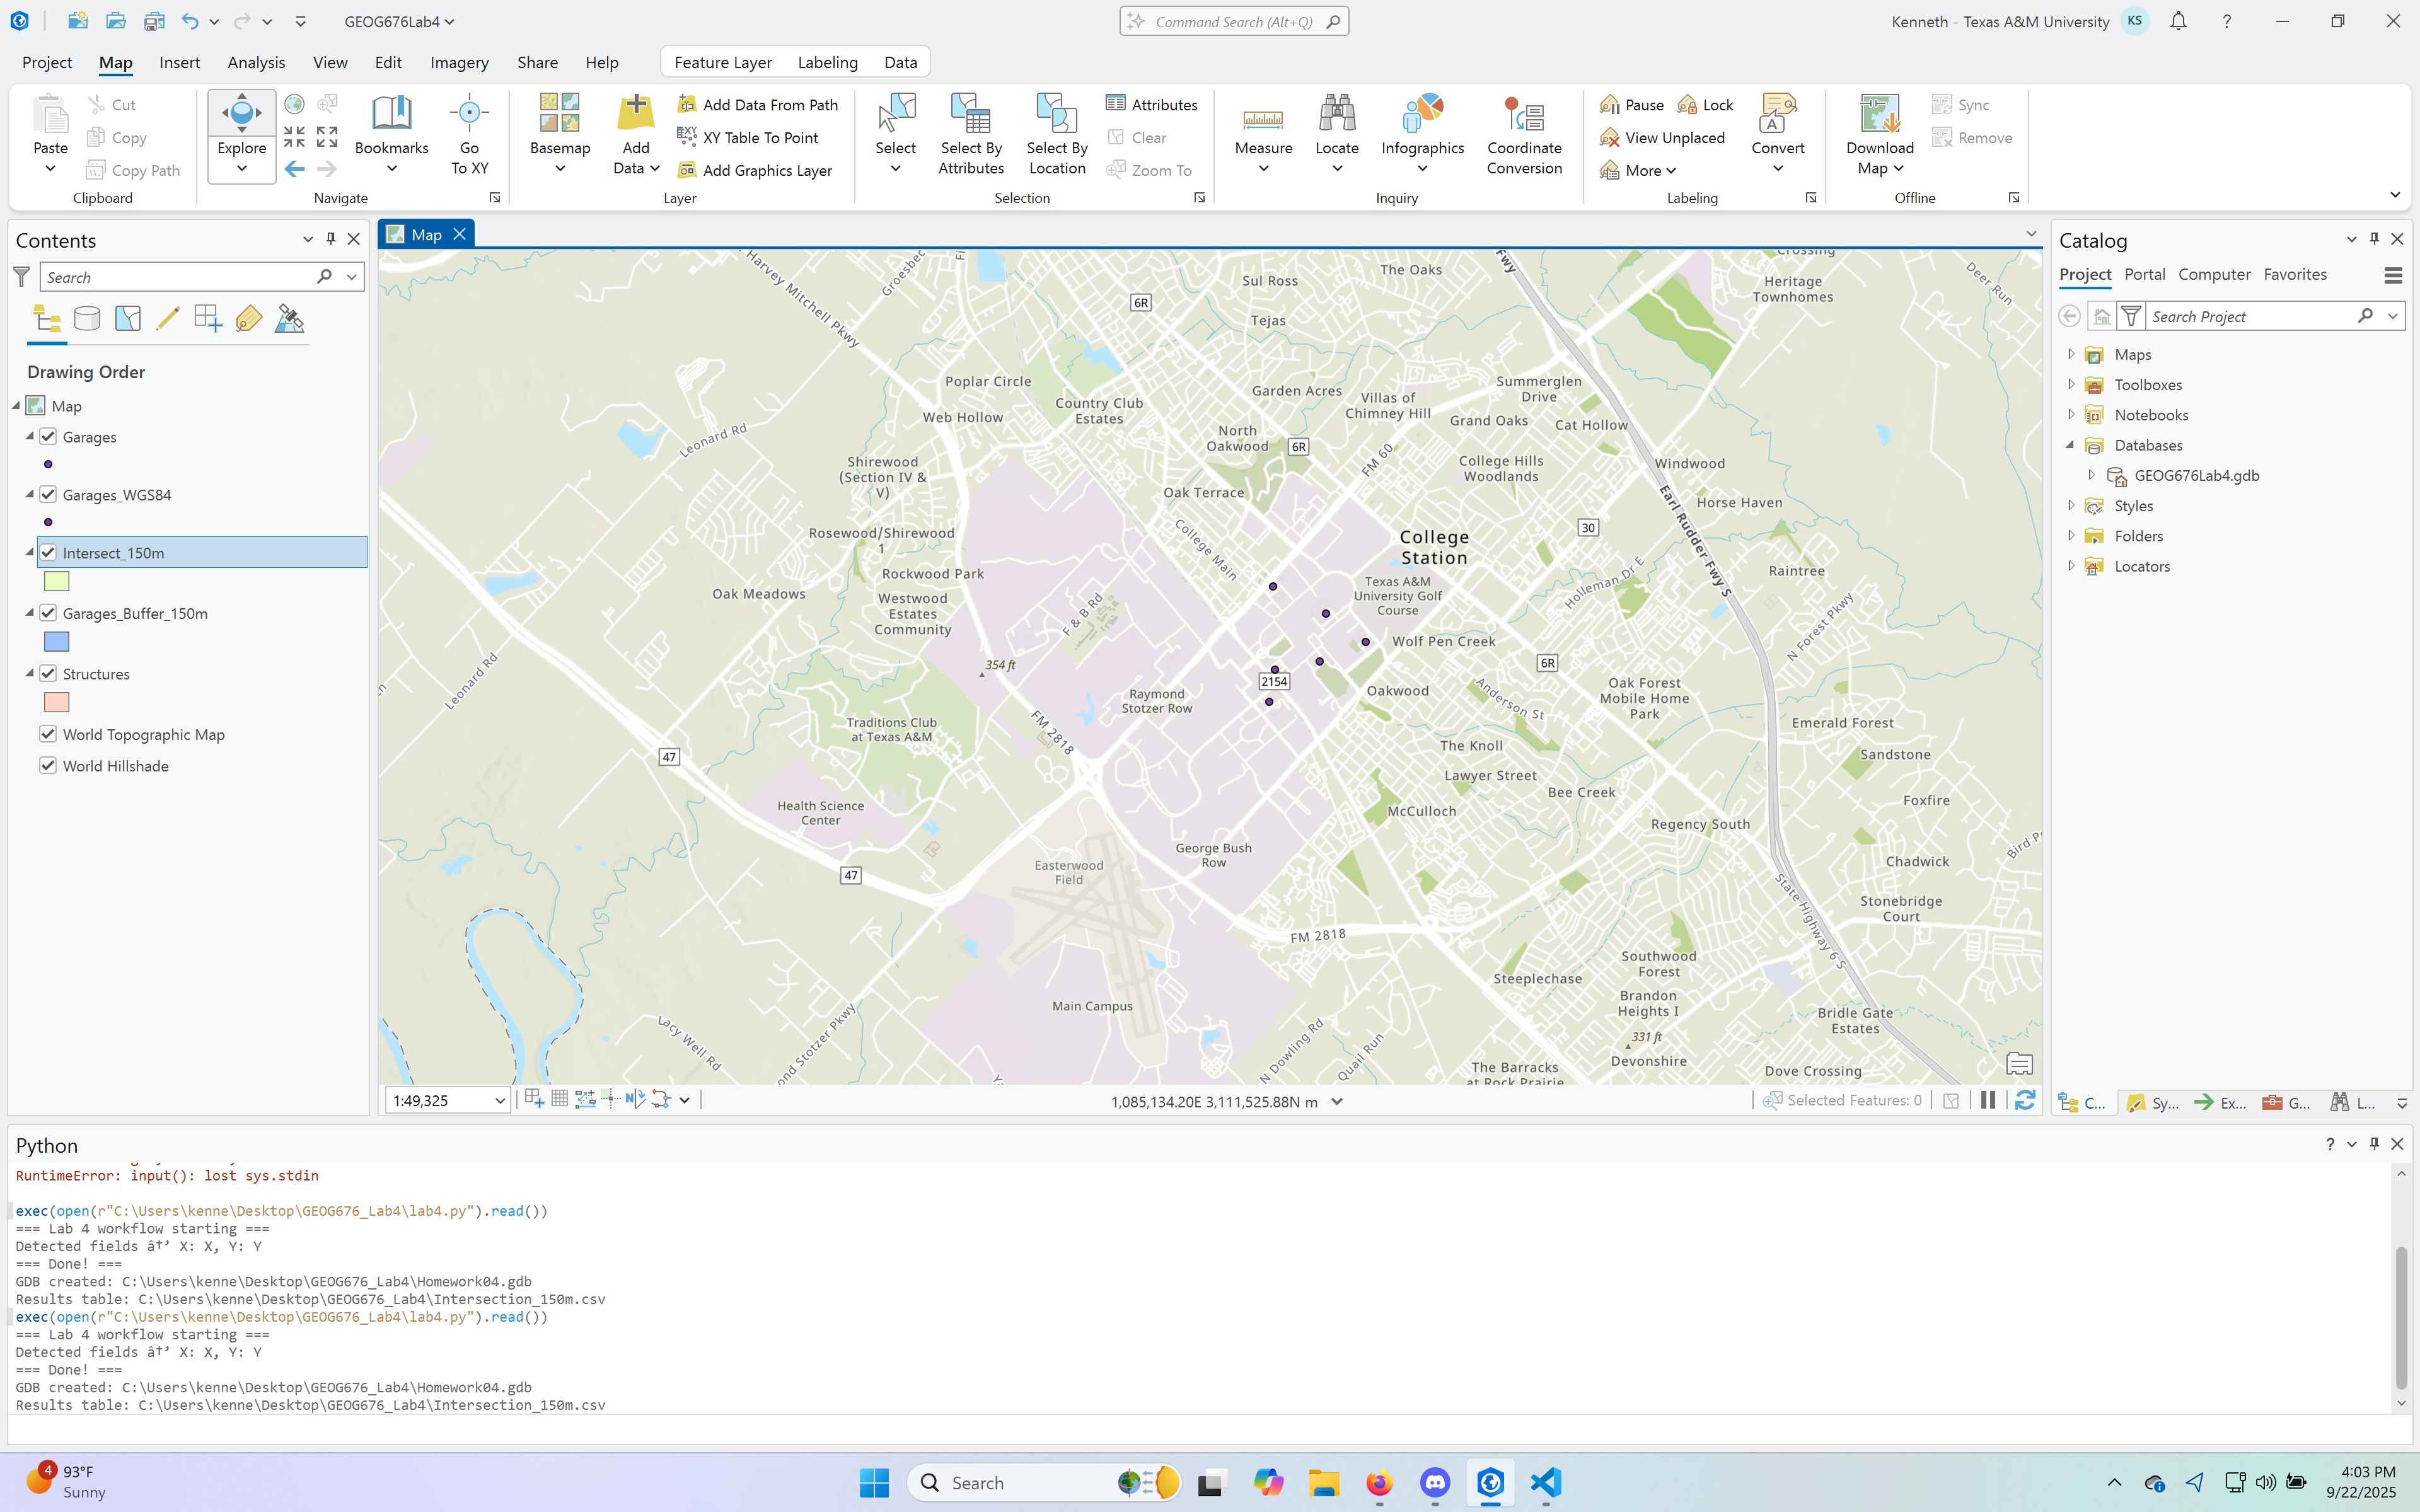 GEOG676Lab4
Command Search (Alt+Q)
Kenneth - Texas A&M University
KS
?
Project Map Insert Analysis View Edit Imagery Share Help Feature Layer Labeling Data
Paste
Cut
Copy
Copy Path
Clipboard
Explore
Bookmarks
Go
To XY
Navigate
Basemap
Add
Data
Add Data From Path
XY Table To Point
Add Graphics Layer
Layer
Select
Select By
Attributes
Select By
Location
Attributes
Clear
Zoom To
Selection
Measure
Locate
Infographics
Coordinate
Conversion
Inquiry
Pause
Lock
View Unplaced
More
Convert
Labeling
Download
Map
Sync
Remove
Offline
Contents
Search
Drawing Order
Map
Garages
Garages_WGS84
Intersect_150m
Garages_Buffer_150m
Structures
World Topographic Map
World Hillshade
Map
Harvey Mitchell Pkwy
Groesbec
Fi
Sul Ross
The Oaks
Fwy
Crossing
Heritage
Townhomes
Deer Run
6R
Tejas
Poplar Circle
Garden Acres
Summerglen
Drive
Web Hollow
Country Club
Estates
Villas of
Chimney Hill
Grand Oaks
Cat Hollow
Leonard Rd
North
Oakwood
6R
FM 60
Shirewood
(Section IV &
V)
College Hills
Woodlands
Windwood
Oak Terrace
Horse Haven
Earl Rudder Fwy S
Rosewood/Shirewood
1
College Main
College
Station
30
Rockwood Park
Holleman Dr E
Raintree
Oak Meadows
Westwood
Estates
Community
F & B Rd
Texas A&M
University Golf
Course
N Forest Pkwy
Wolf Pen Creek
Leonard Rd
354 ft
2154
6R
Raymond
Stotzer Row
Oakwood
Anderson St
Oak Forest
Mobile Home
Park
Traditions Club
at Texas A&M
FM 2818
Emerald Forest
47
The Knoll
Sandstone
Lawyer Street
Bee Creek
Health Science
Center
McCulloch
Foxfire
Regency South
George Bush
Row
Bird P
Easterwood
Field
47
Chadwick
State Highway 6 S
Stonebridge
Court
FM 2818
Southwood
Forest
Steeplechase
Brandon
Heights I
Main Campus
Bridle Gate
Estates
Lacy Well Rd
ond Stotzer Pkwy
N Dowling Rd
Quail Run
331 ft
Devonshire
The Barracks
at Rock Prairie
Dove Crossing
1:49,325
1,085,134.20E 3,111,525.88N m
Selected Features: 0
Catalog
Project Portal Computer Favorites
Search Project
Maps
Toolboxes
Notebooks
Databases
GEOG676Lab4.gdb
Styles
Folders
Locators
C... Sy... Ex... G... L...
Python
?
RuntimeError: input(): lost sys.stdin
exec(open(r"C:\Users\kenne\Desktop\GEOG676_Lab4\lab4.py").read())
=== Lab 4 workflow starting ===
Detected fields â†’ X: X, Y: Y
=== Done! ===
GDB created: C:\Users\kenne\Desktop\GEOG676_Lab4\Homework04.gdb
Results table: C:\Users\kenne\Desktop\GEOG676_Lab4\Intersection_150m.csv
exec(open(r"C:\Users\kenne\Desktop\GEOG676_Lab4\lab4.py").read())
=== Lab 4 workflow starting ===
Detected fields â†’ X: X, Y: Y
=== Done! ===
GDB created: C:\Users\kenne\Desktop\GEOG676_Lab4\Homework04.gdb
Results table: C:\Users\kenne\Desktop\GEOG676_Lab4\Intersection_150m.csv
4
93°F
Sunny
Search
4:03 PM
9/22/2025